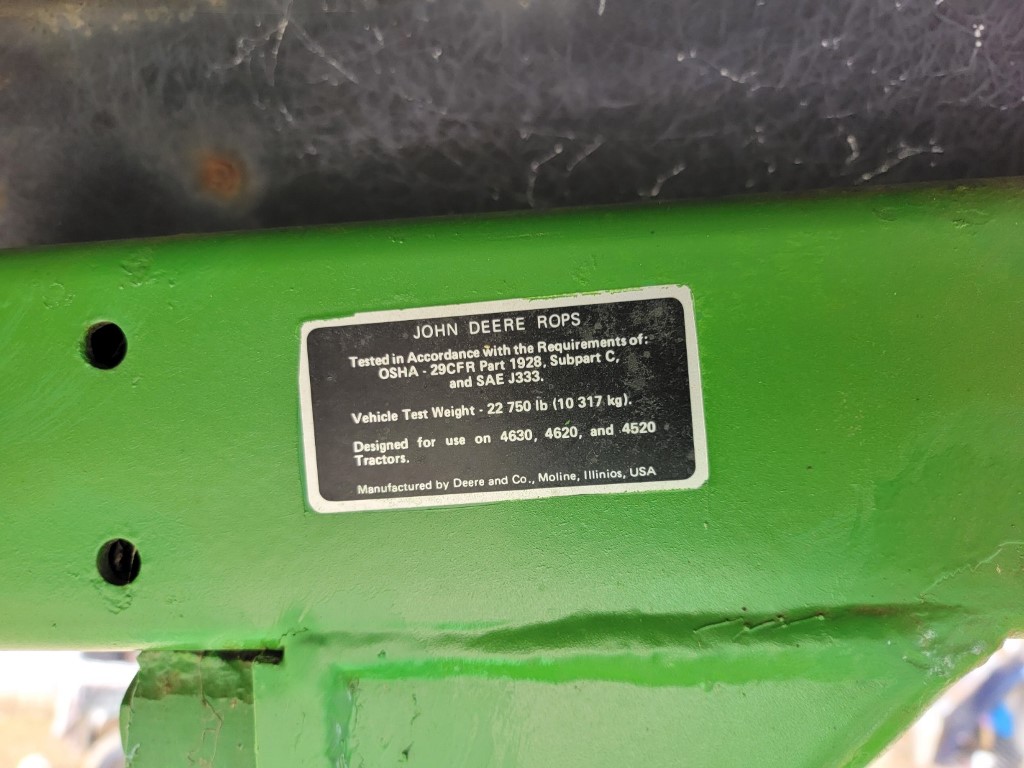 JOHN DEERE ROPS
Tested in Accordance with the Requirements of:
OSHA - 29CFR Part 1928, Subpart C,
and SAE J333.
Vehicle Test Weight - 22 750 lb (10 317 kg).
Designed for use on 4630, 4620, and 4520
Tractors.
Manufactured by Deere and Co., Moline, Illinios, USA